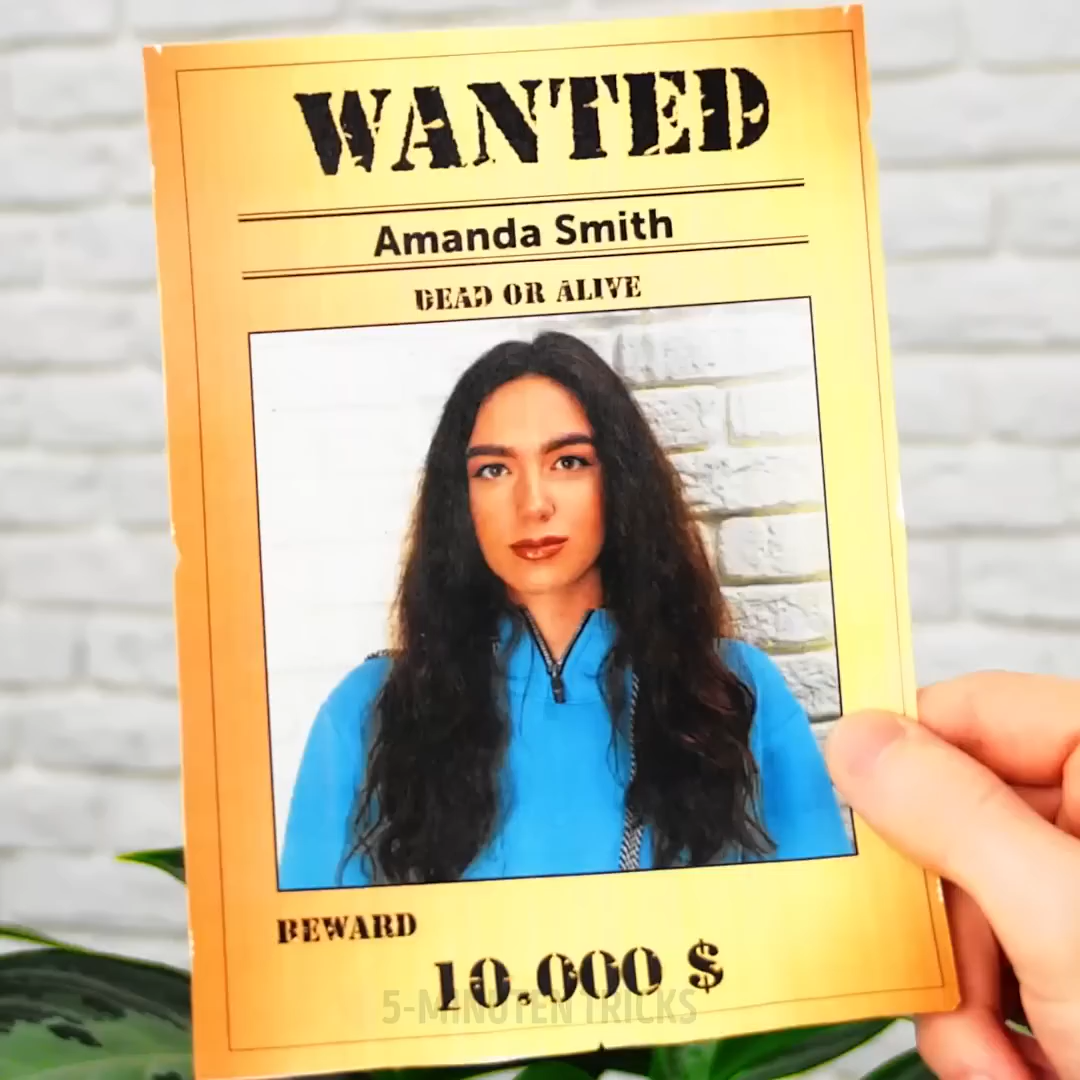 WANTED
Amanda Smith
DEAD OR ALIVE
REWARD
10.000 $
5-MINUTEN TRICKS